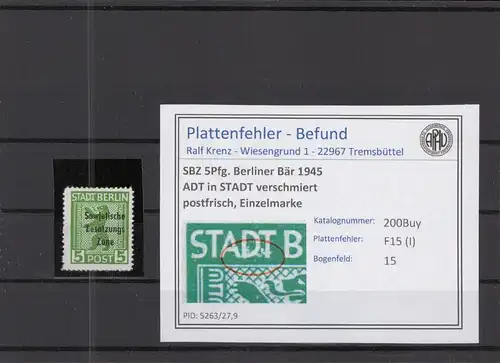 STADT BERLIN
Sowjetische
Besatzungs
Zone
5 POST 5
Plattenfehler - Befund
Ralf Krenz - Wiesengrund 1 - 22967 Tremsbüttel
SBZ 5Pfg. Berliner Bär 1945
ADT in STADT verschmiert
postfrisch, Einzelmarke
STADT B
Katalognummer: 200Buy
Plattenfehler: F15 (I)
Bogenfeld: 15
PID: 5263/27,9